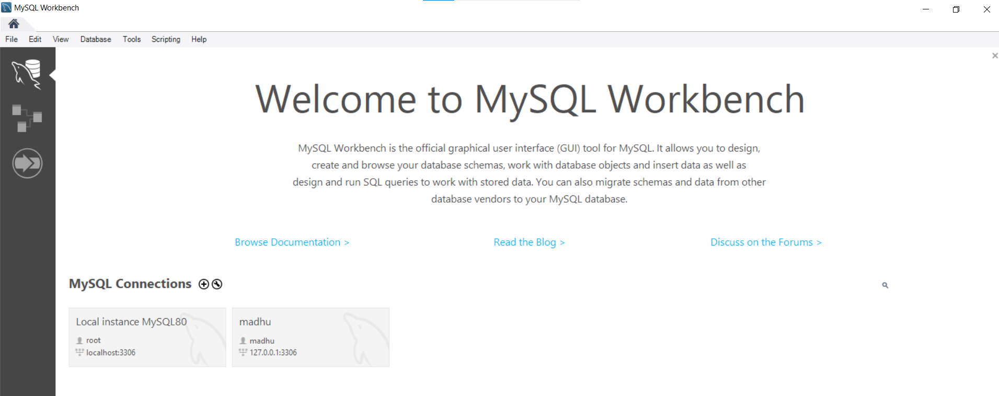 MySQL Workbench
File Edit View Database Tools Scripting Help
Welcome to MySQL Workbench
MySQL Workbench is the official graphical user interface (GUI) tool for MySQL. It allows you to design,
create and browse your database schemas, work with database objects and insert data as well as
design and run SQL queries to work with stored data. You can also migrate schemas and data from other
database vendors to your MySQL database.
Browse Documentation >
Read the Blog >
Discuss on the Forums >
MySQL Connections
Local instance MySQL80
root
localhost:3306
madhu
madhu
127.0.0.1:3306